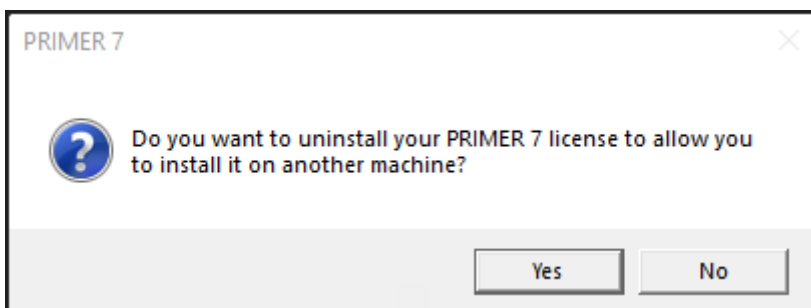 PRIMER 7
Do you want to uninstall your PRIMER 7 license to allow you
to install it on another machine?
Yes
No